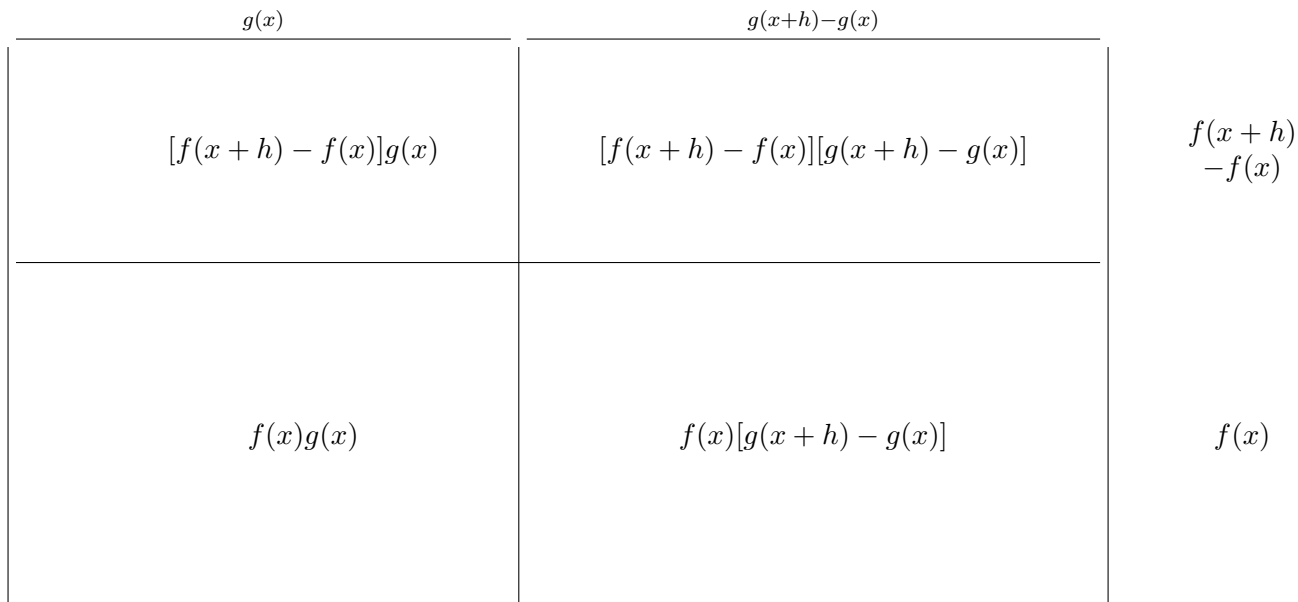 g(x) g(x+h)−g(x)
[f(x + h) − f(x)]g(x) [f(x + h) − f(x)][g(x + h) − g(x)] f(x + h)
−f(x)
f(x)g(x) f(x)[g(x + h) − g(x)] f(x)